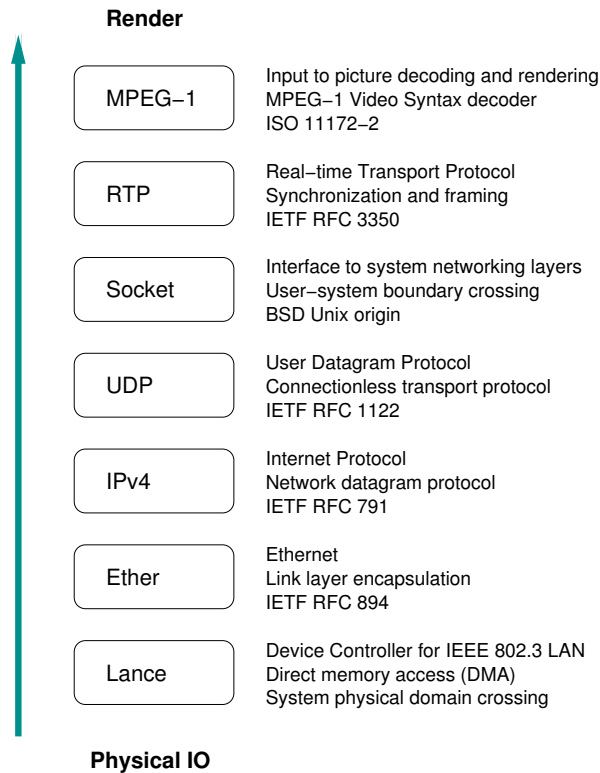 Render
MPEG−1
Input to picture decoding and rendering
MPEG−1 Video Syntax decoder
ISO 11172−2
RTP
Real−time Transport Protocol
Synchronization and framing
IETF RFC 3350
Socket
Interface to system networking layers
User−system boundary crossing
BSD Unix origin
UDP
User Datagram Protocol
Connectionless transport protocol
IETF RFC 1122
IPv4
Internet Protocol
Network datagram protocol
IETF RFC 791
Ether
Ethernet
Link layer encapsulation
IETF RFC 894
Lance
Device Controller for IEEE 802.3 LAN
Direct memory access (DMA)
System physical domain crossing
Physical IO